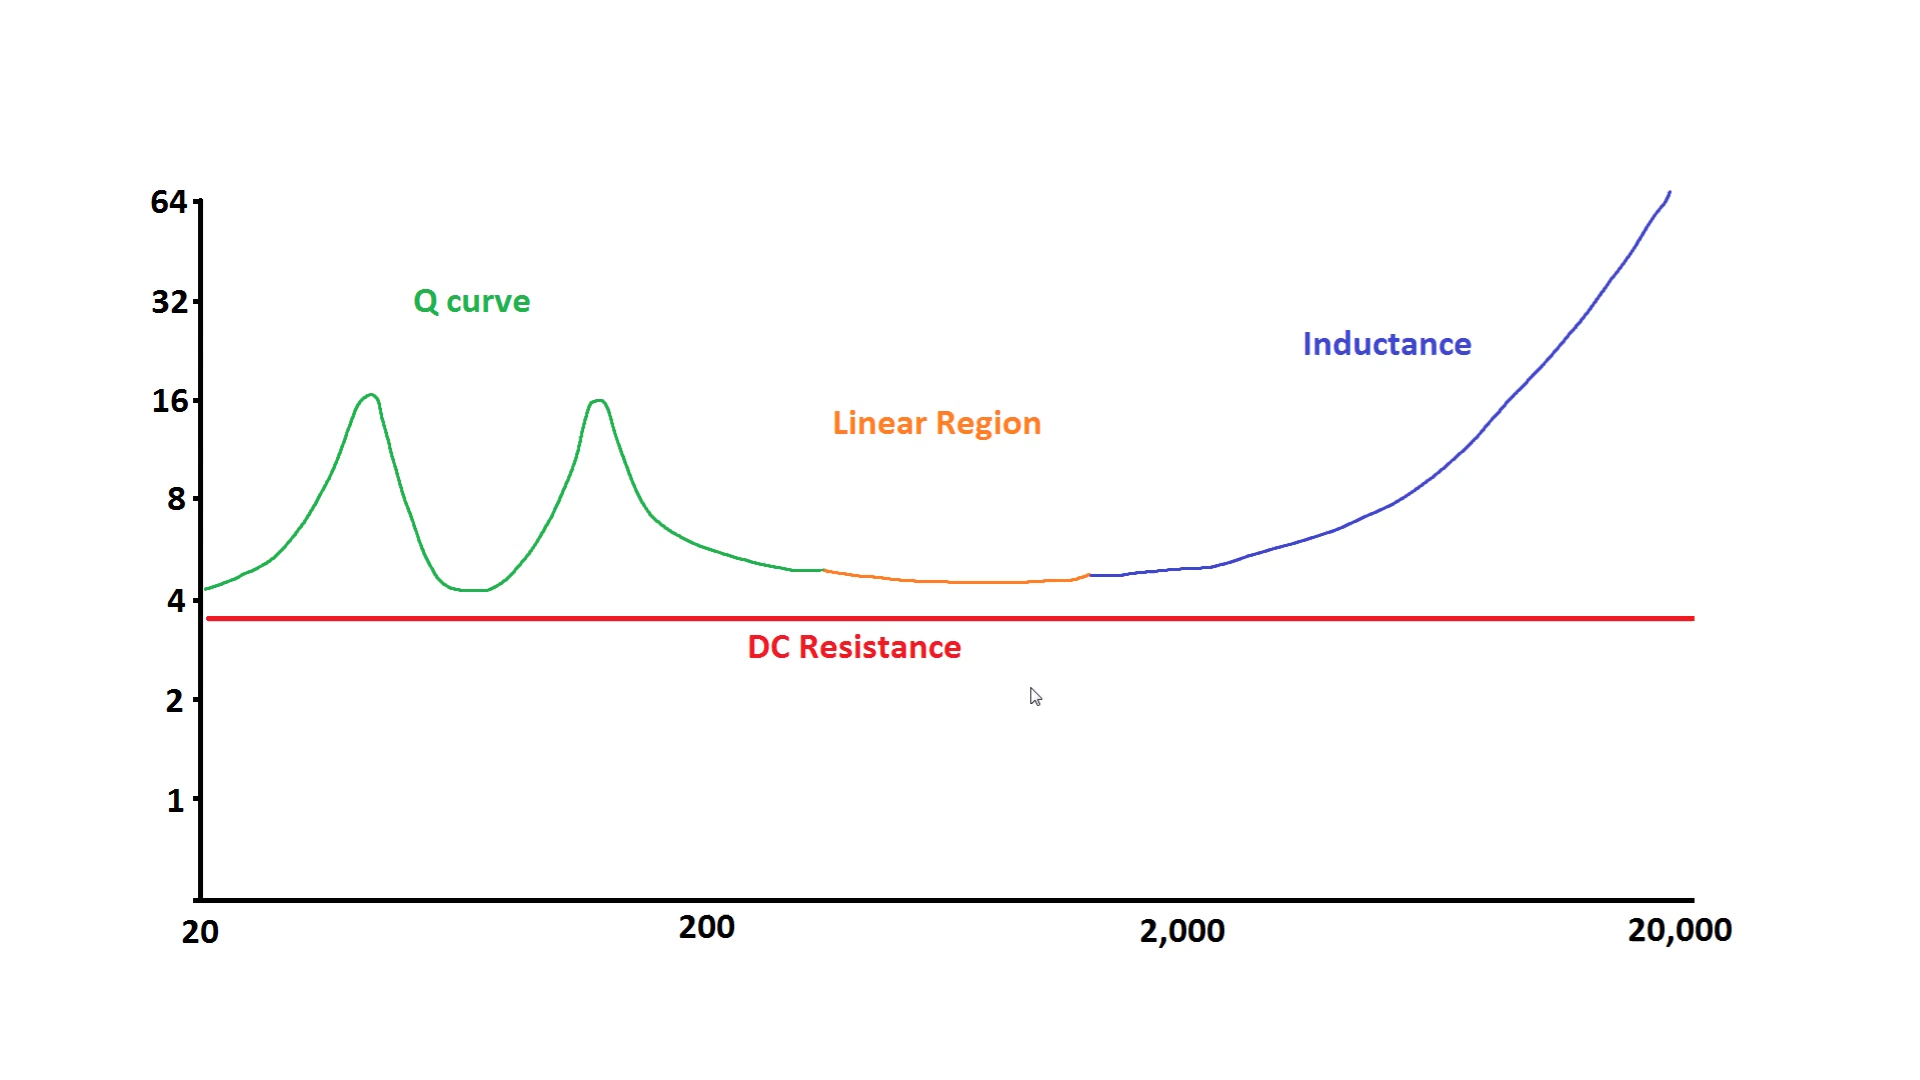 64
32
Q curve
Inductance
16
Linear Region
8
4
DC Resistance
2
1
20
200
2,000
20,000